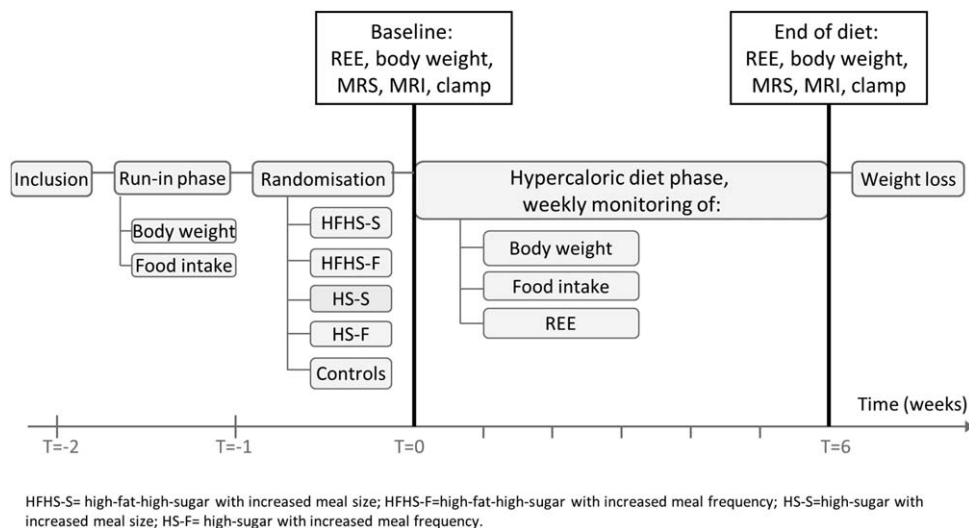 Baseline:
REE, body weight,
MRS, MRI, clamp
End of diet:
REE, body weight,
MRS, MRI, clamp
Inclusion
Run-in phase
Randomisation
Hypercaloric diet phase,
weekly monitoring of:
Weight loss
Body weight
Food intake
HFHS-S
HFHS-F
HS-S
HS-F
Controls
Body weight
Food intake
REE
Time (weeks)
T=-2
T=-1
T=0
T=6
HFHS-S= high-fat-high-sugar with increased meal size; HFHS-F=high-fat-high-sugar with increased meal frequency; HS-S=high-sugar with
increased meal size; HS-F= high-sugar with increased meal frequency.